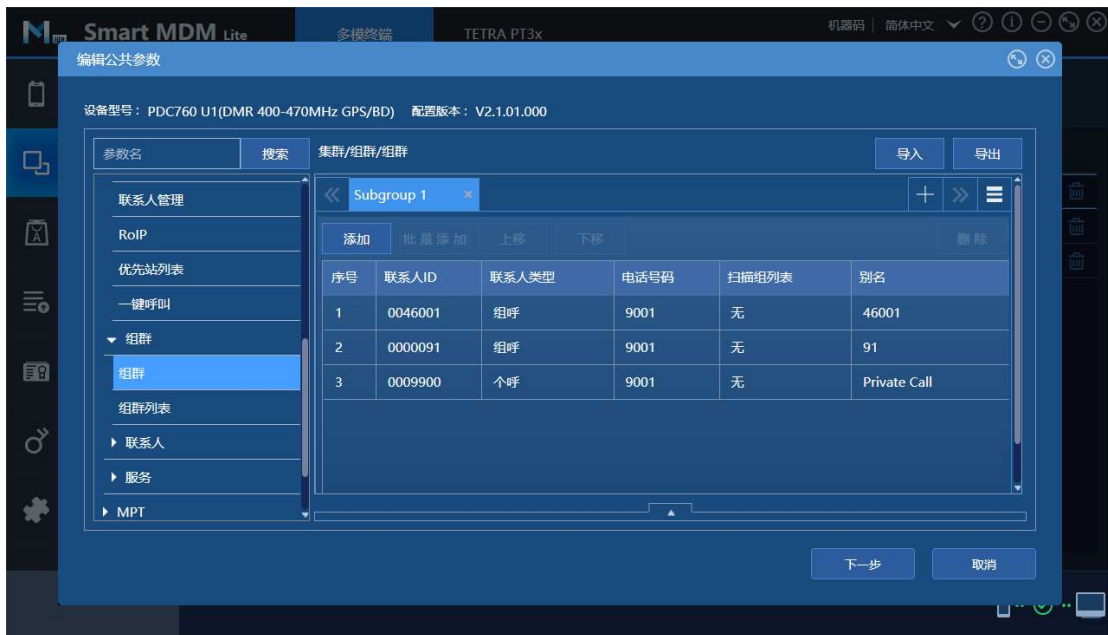 Smart MDM Lite 多模终端 TETRA PT3x 机器码 简体中文
编辑公共参数
设备型号： PDC760 U1(DMR 400-470MHz GPS/BD) 配置版本： V2.1.01.000
参数名 搜索 集群/组群/组群 导入 导出
联系人管理
RoIP
优先站列表
一键呼叫
组群
组群
组群列表
联系人
服务
MPT
Subgroup 1
添加 批量添加 上移 下移 删除
序号 联系人ID 联系人类型 电话号码 扫描组列表 别名
1 0046001 组呼 9001 无 46001
2 0000091 组呼 9001 无 91
3 0009900 个呼 9001 无 Private Call
下一步 取消